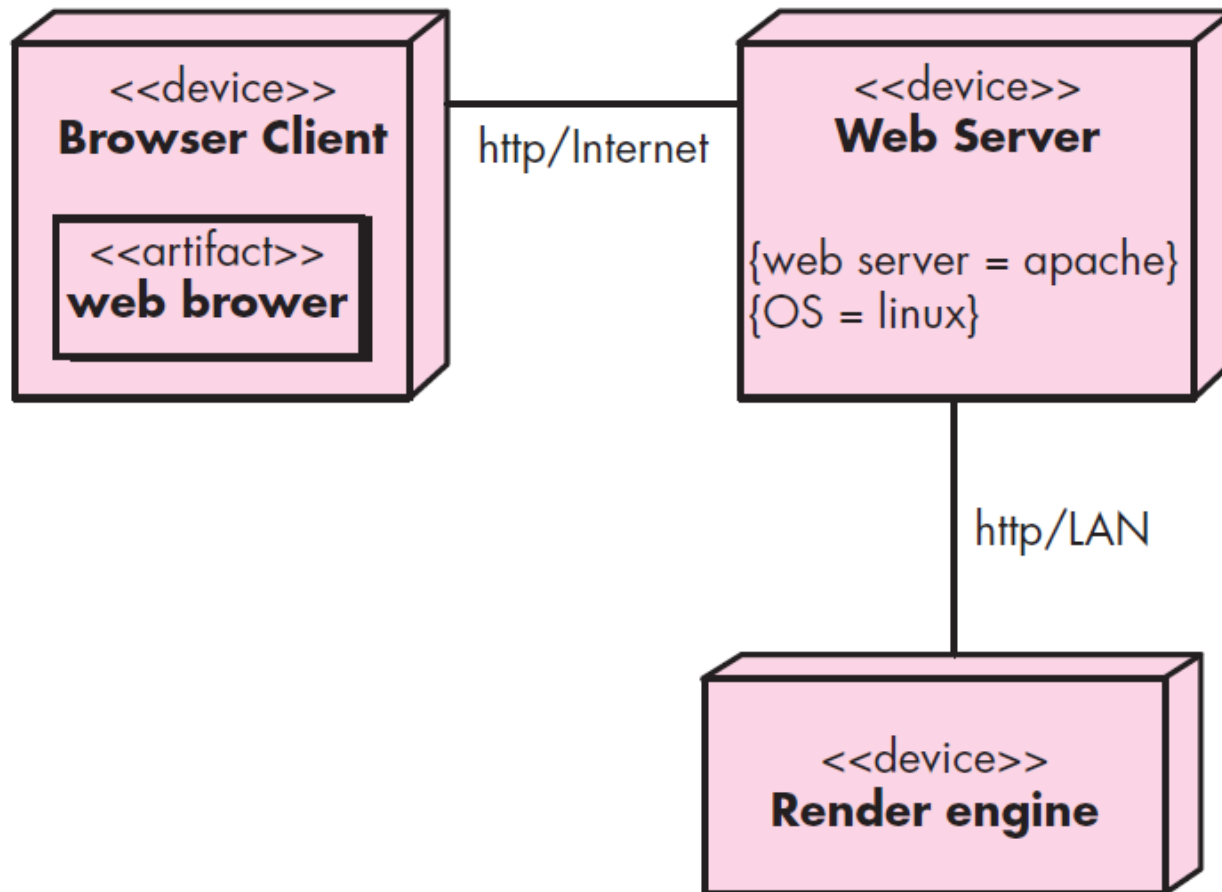 <<device>>
Browser Client
<<artifact>>
web brower
http/Internet
<<device>>
Web Server
{web server = apache}
{OS = linux}
http/LAN
<<device>>
Render engine